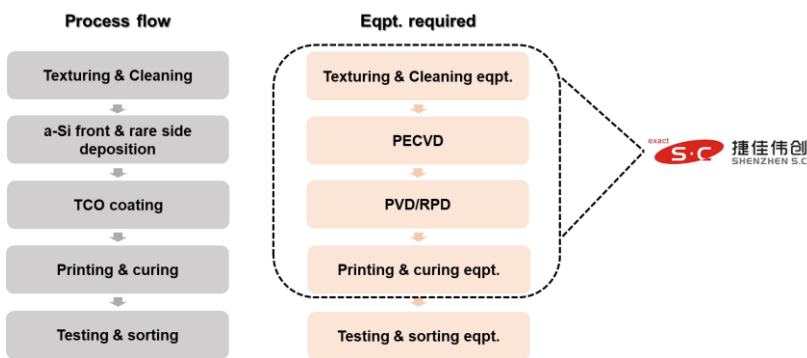 Process flow
Eqpt. required
Texturing & Cleaning
Texturing & Cleaning eqpt.
a-Si front & rare side
deposition
PECVD
TCO coating
PVD/RPD
Printing & curing
Printing & curing eqpt.
Testing & sorting
Testing & sorting eqpt.
exact
S·C
捷佳伟创
SHENZHEN S.C